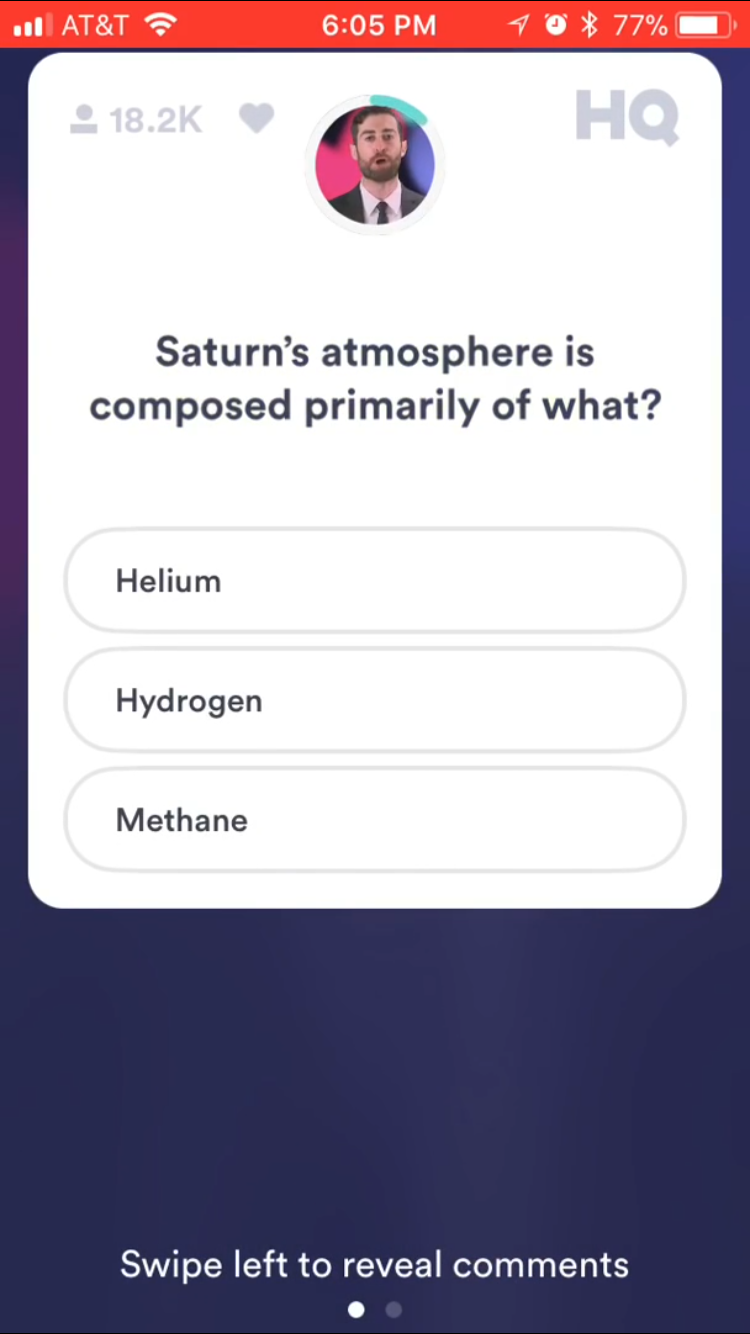 AT&T 6:05 PM 77%
18.2K HQ
Saturn's atmosphere is
composed primarily of what?
Helium
Hydrogen
Methane
Swipe left to reveal comments